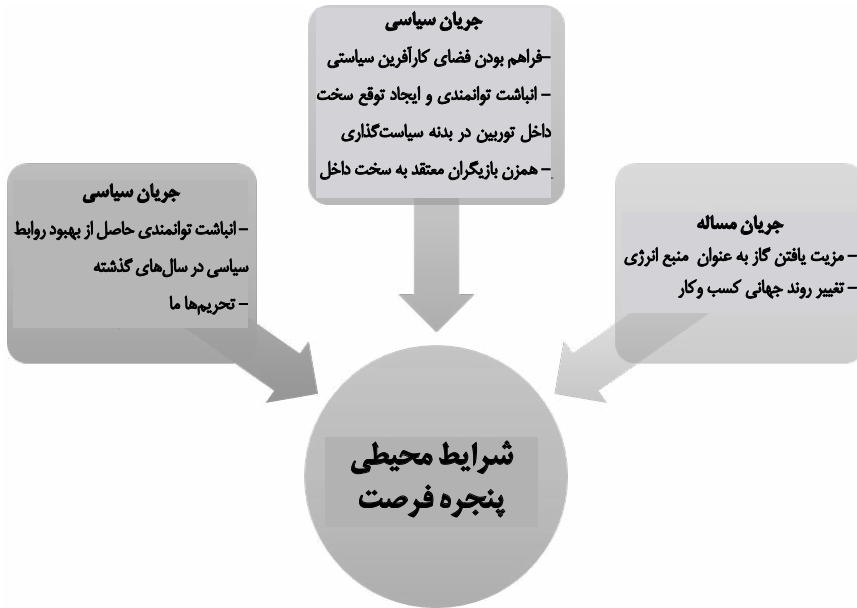 جریان سیاسی
-فراهم بودن فضای کارآفرین سیاستی
- انباشت توانمندی و ایجاد توقع سخت
داخل توربین در بدنه سیاست‌گذاری
- همزن بازیگران معتقد به سخت داخل
جریان مساله
- مزیت یافتن گاز به عنوان منبع انرژی
- تغییر روند جهانی کسب وکار
جریان سیاسی
- انباشت توانمندی حاصل از بهبود روابط
سیاسی در سال‌های گذشته
- تحریم‌ها ما
شرایط محیطی
پنجره فرصت